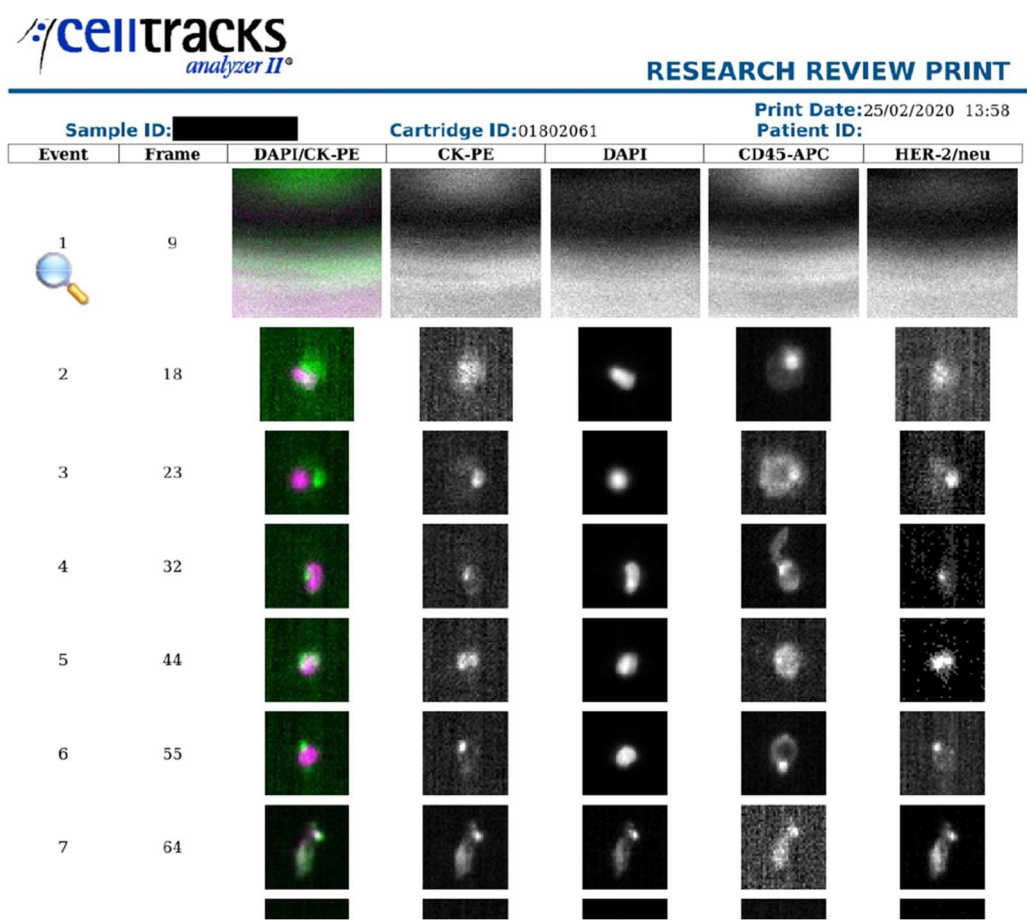 celltracks
analyzer II®
RESEARCH REVIEW PRINT
Print Date:25/02/2020 13:58
Sample ID: Cartridge ID:01802061 Patient ID:
Event Frame DAPI/CK-PE CK-PE DAPI CD45-APC HER-2/neu
1 9
2 18
3 23
4 32
5 44
6 55
7 64